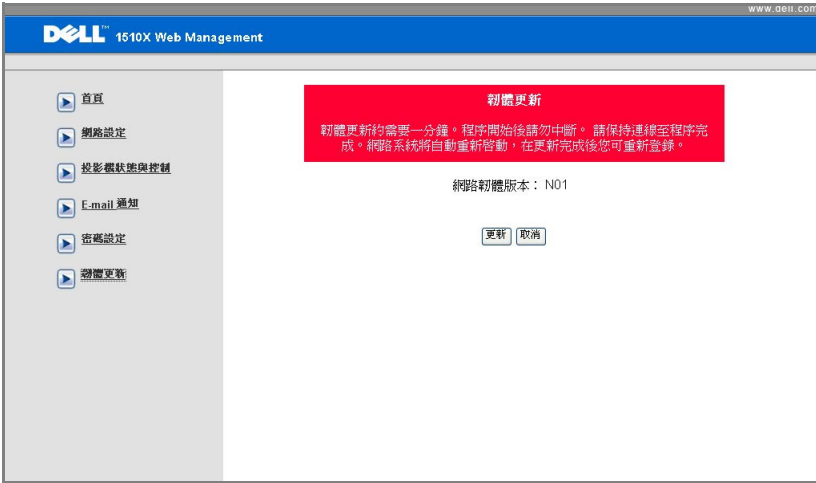 www.dell.com
DELL™ 1510X Web Management
首頁
網路設定
投影機狀態與控制
E-mail 通知
密碼設定
韌體更新
韌體更新
韌體更新約需要一分鐘。程序開始後請勿中斷。 請保持連線至程序完
成。網路系統將自動重新啓動，在更新完成後您可重新登錄。
網路韌體版本： N01
更新 取消